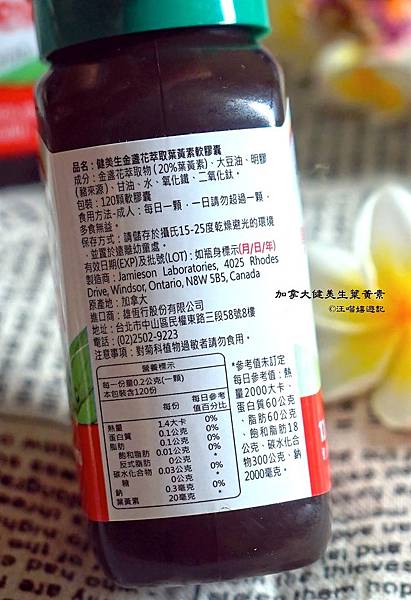 品名：健美生金盞花萃取葉黃素軟膠囊
成分：金盞花萃取物 (20%葉黃素)、大豆油、明膠
(豬來源)、甘油、水、氧化鐵、二氧化鈦。
包裝：120顆軟膠囊
食用方法-成人：每日一顆，一日請勿超過一顆，
多食無益。
保存方式：請儲存於攝氏15-25度乾燥避光的環境
，並置於遠離幼童處。
有效日期(EXP)及批號(LOT)：如瓶身標示(月/日/年)
製造商：Jamieson Laboratories, 4025 Rhodes
Drive, Windsor, Ontario, N8W 5B5, Canada
原產地：加拿大
進口商：雄恆行股份有限公司
地址：台北市中山區民權東路三段58號8樓
電話：(02)2502-9223
注意事項：對菊科植物過敏者請勿食用。
營養標示
每一份量0.2公克(一顆)
本包裝含120份
每份 每日參考值百分比
熱量 1.4大卡 0%
蛋白質 0.1公克 0%
脂肪 0.1公克 0%
飽和脂肪 0.01公克 0%
反式脂肪 0公克 *
碳水化合物 0.03公克 0%
糖 0公克 *
鈉 0.3毫克 0%
葉黃素 20毫克 *
*參考值未訂定
每日參考值：熱
量2000大卡、
蛋白質60公克
、脂肪60公克
、飽和脂肪18
公克、碳水化合
物300公克、鈉
2000毫克。
加拿大健美生葉黃素
©汪喵孃遊記